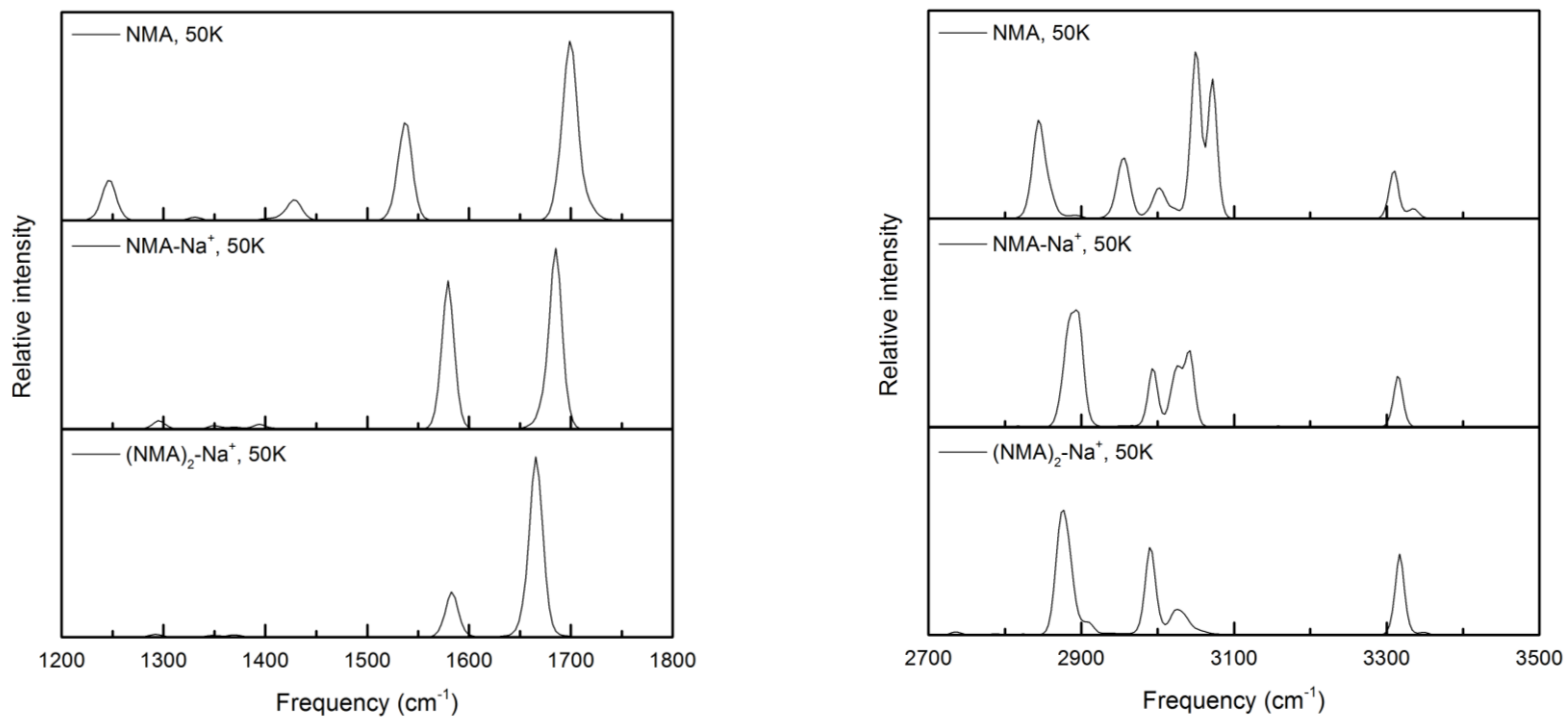 NMA, 50K
NMA-Na⁺, 50K
(NMA)₂-Na⁺, 50K
Relative intensity
1200 1300 1400 1500 1600 1700 1800
Frequency (cm⁻¹)
NMA, 50K
NMA-Na⁺, 50K
(NMA)₂-Na⁺, 50K
Relative intensity
2700 2900 3100 3300 3500
Frequency (cm⁻¹)